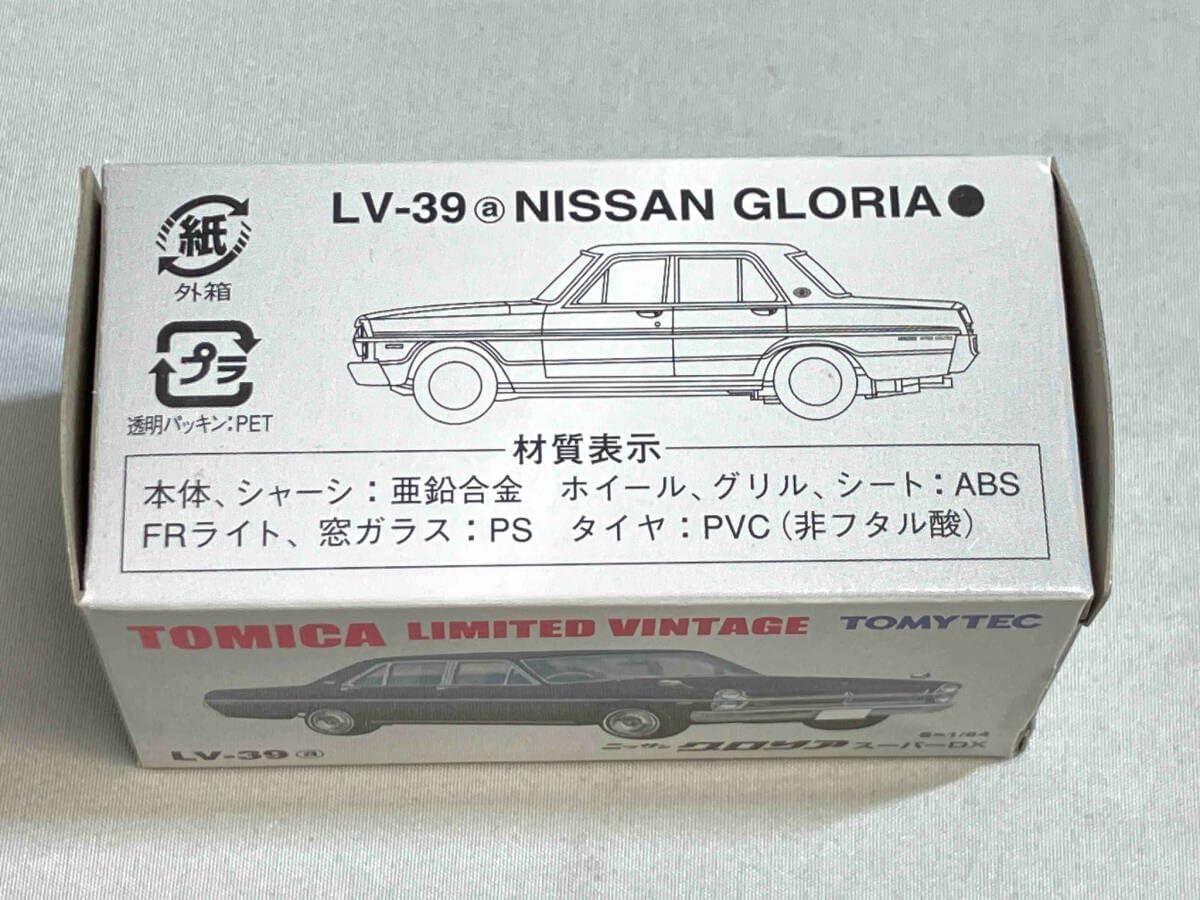 LV-39 ⓐ NISSAN GLORIA ●
紙
外箱
プラ
透明パッキン:PET
材質表示
本体、シャーシ:亜鉛合金 ホイール、グリル、シート:ABS
FRライト、窓ガラス:PS タイヤ:PVC(非フタル酸)
TOMICA LIMITED VINTAGE TOMYTEC
S=1/64
LV-39 ⓐ ニッサン グロリア スーパーDX